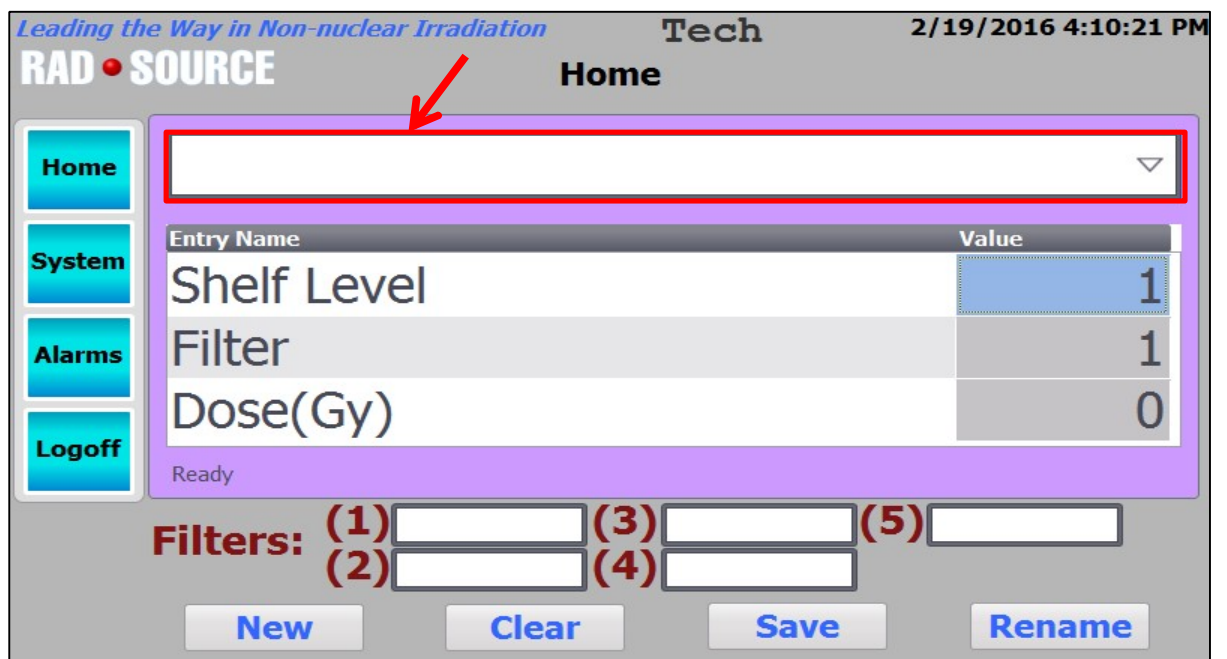 Leading the Way in Non-nuclear Irradiation Tech 2/19/2016 4:10:21 PM
RAD SOURCE Home
Home
System
Alarms
Logoff
Entry Name Value
Shelf Level 1
Filter 1
Dose(Gy) 0
Ready
Filters: (1) (3) (5)
(2) (4)
New Clear Save Rename